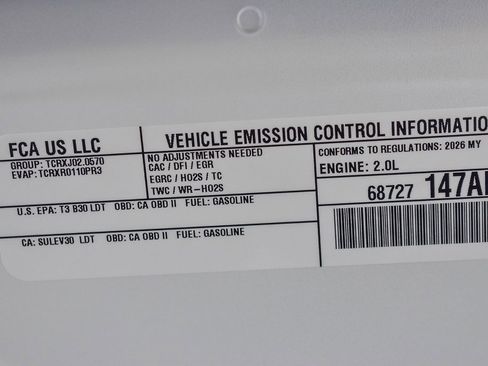 FCA US LLC
GROUP: TCRXJ02.0570
EVAP: TCRXR0110PR3
VEHICLE EMISSION CONTROL INFORMATIO
NO ADJUSTMENTS NEEDED
CAC / DFI / EGR
EGRC / HO2S / TC
TWC / WR-HO2S
CONFORMS TO REGULATIONS: 2026 MY
ENGINE: 2.0L
68727 147A
U.S. EPA: T3 B30 LDT OBD: CA OBD II FUEL: GASOLINE
CA: SULEV30 LDT OBD: CA OBD II FUEL: GASOLINE